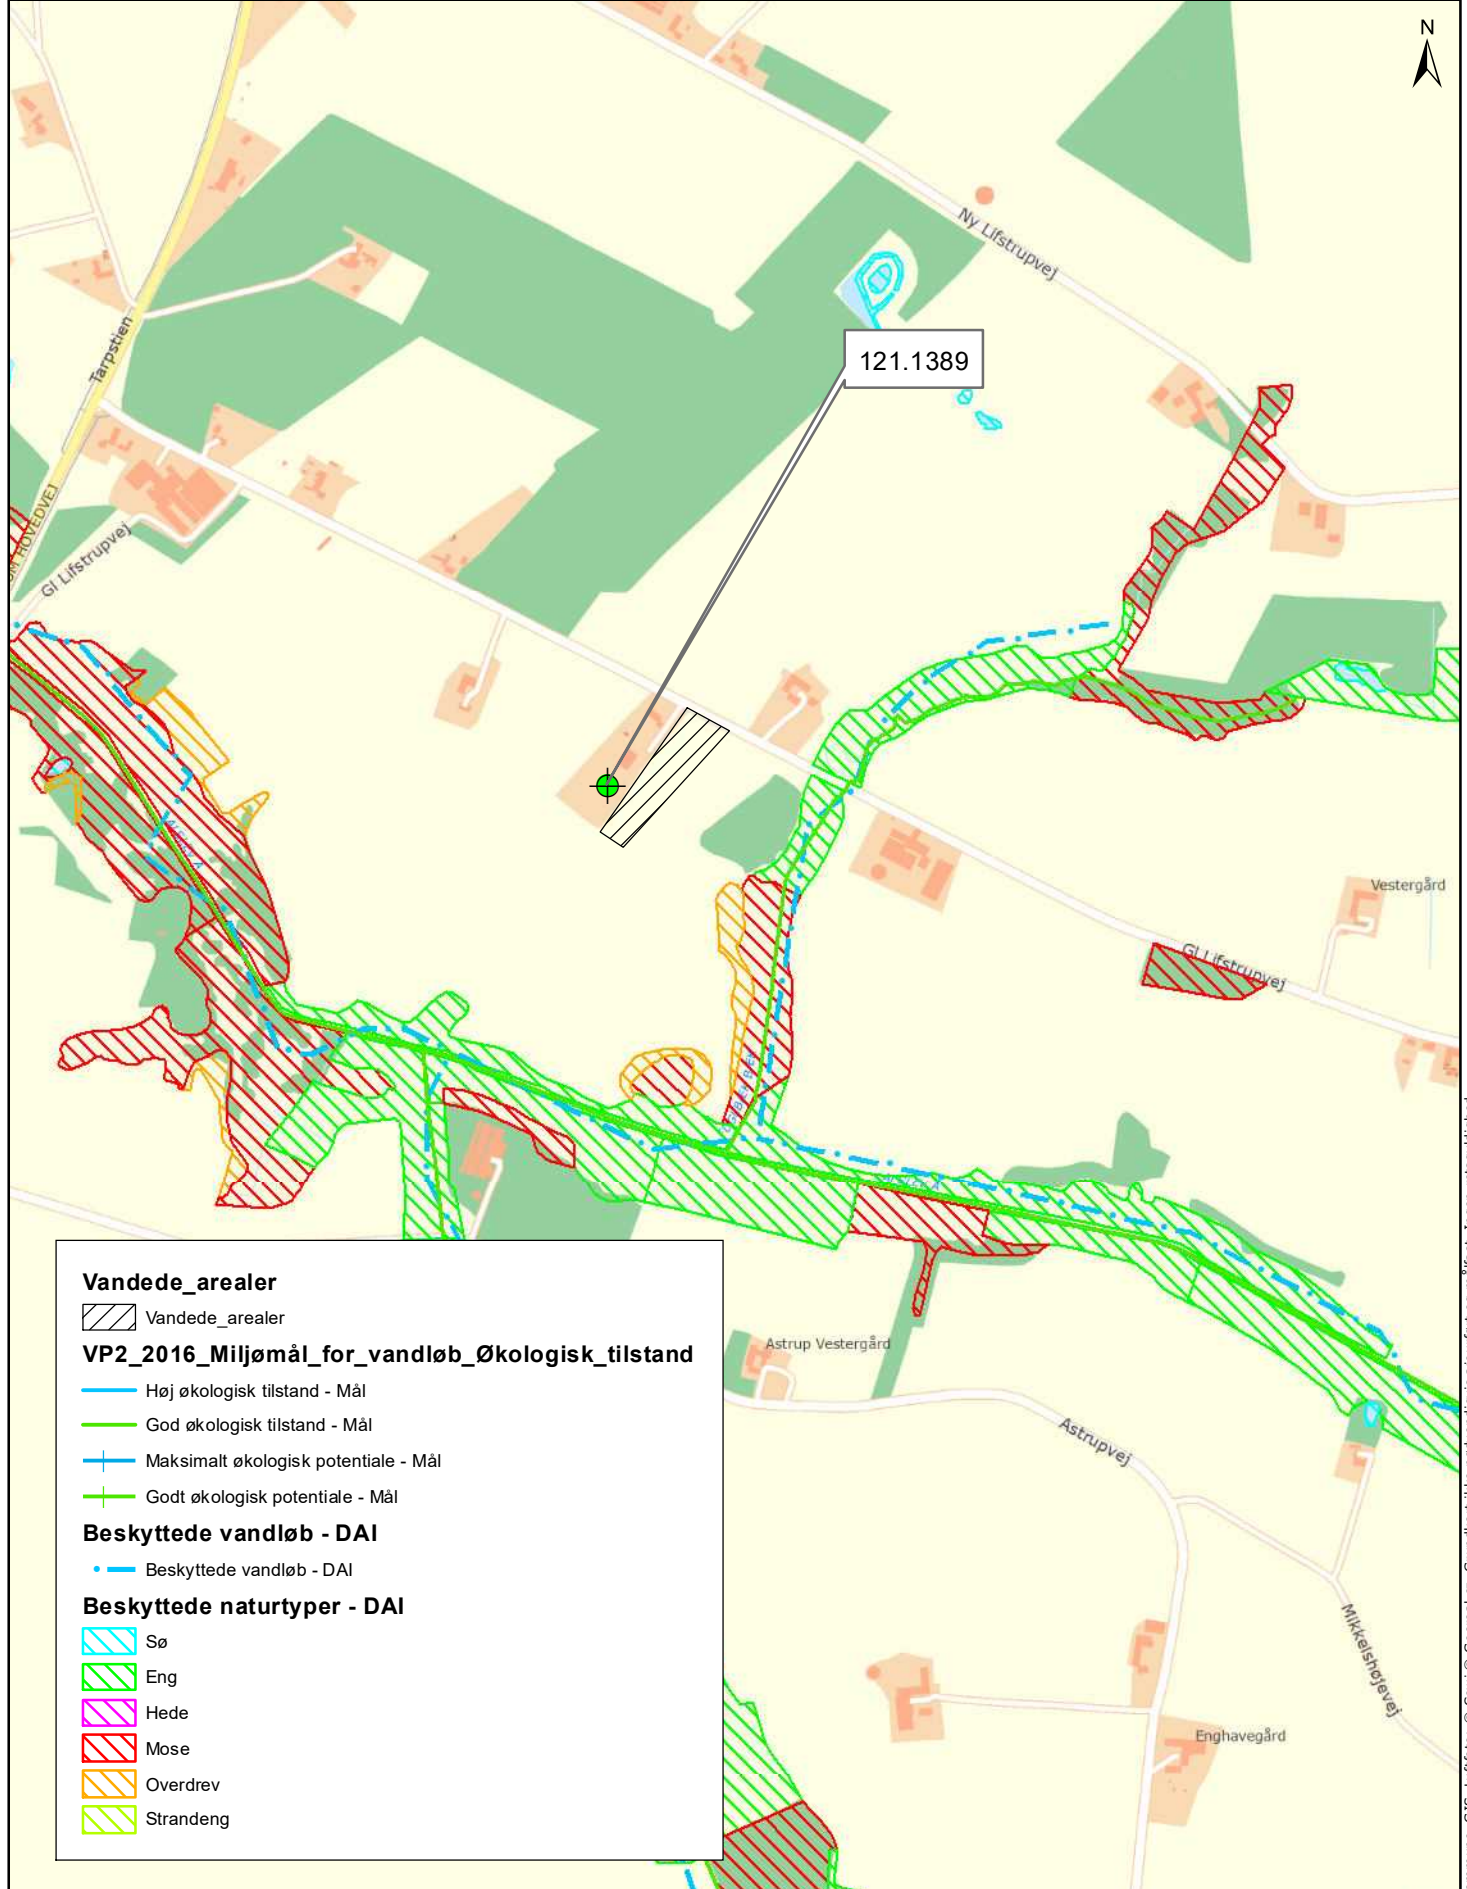 N
Ny Lifstrupvej
121.1389
Tarpstien
OM HOVEDVEJ
Gl Lifstrupvej
Vestergård
Gl Lifstrupvej
Astrup Vestergård
Astrupvej
Mikkelshøjevej
Enghavegård
Vandede_arealer
Vandede_arealer
VP2_2016_Miljømål_for_vandløb_Økologisk_tilstand
Høj økologisk tilstand - Mål
God økologisk tilstand - Mål
Maksimalt økologisk potentiale - Mål
Godt økologisk potentiale - Mål
Beskyttede vandløb - DAI
Beskyttede vandløb - DAI
Beskyttede naturtyper - DAI
Sø
Eng
Hede
Mose
Overdrev
Strandeng